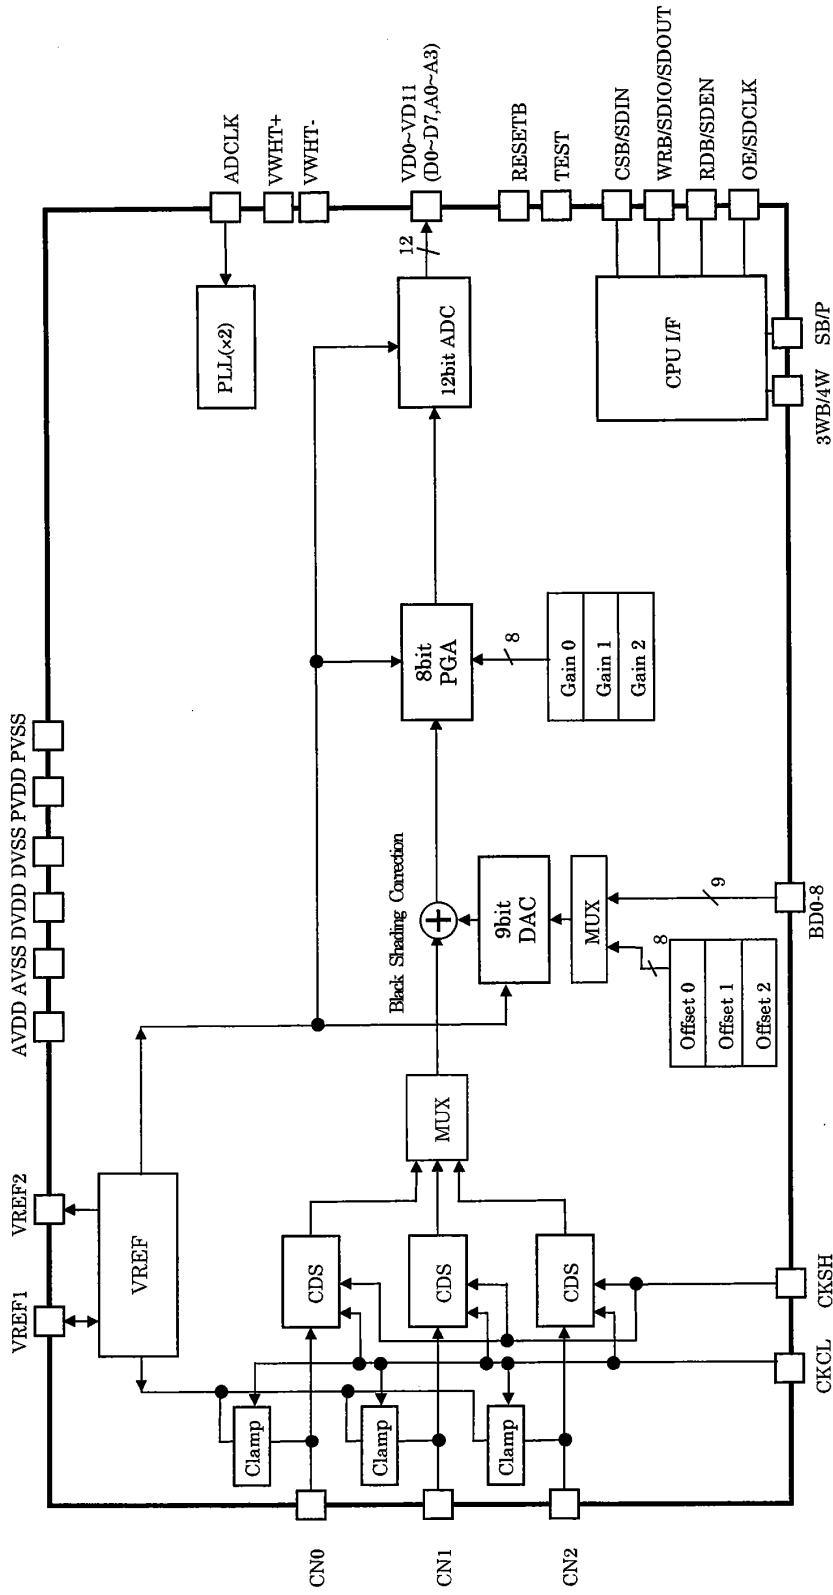 VREF1
VREF2
AVDD AVSS DVDD DVSS PVDD PVSS
VREF
PLL(×2)
ADCLK
VWHT+
VWHT-
CN0
CN1
CN2
Clamp
Clamp
Clamp
CDS
CDS
CDS
MUX
Black Shading Correction
+
8bit
PGA
12bit ADC
12
VD0~VD11
(D0~D7,A0~A3)
9bit
DAC
MUX
8
9
Gain 0
Gain 1
Gain 2
8
Offset 0
Offset 1
Offset 2
RESETB
TEST
CPU I/F
CSB/SDIN
WRB/SDIO/SDOUT
RDB/SDEN
OE/SDCLK
CKCL
CKSH
BD0-8
3WB/4W
SB/P